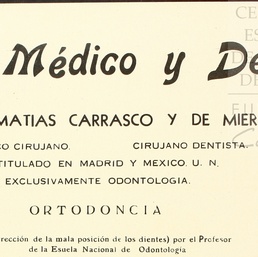 Médico y De
MATIAS CARRASCO Y DE MIER
CO CIRUJANO. CIRUJANO DENTISTA.
TITULADO EN MADRID Y MEXICO. U. N.
EXCLUSIVAMENTE ODONTOLOGIA.
ORTODONCIA
rrección de la mala posición de los dientes) por el Profesor
de la Escuela Nacional de Odontología